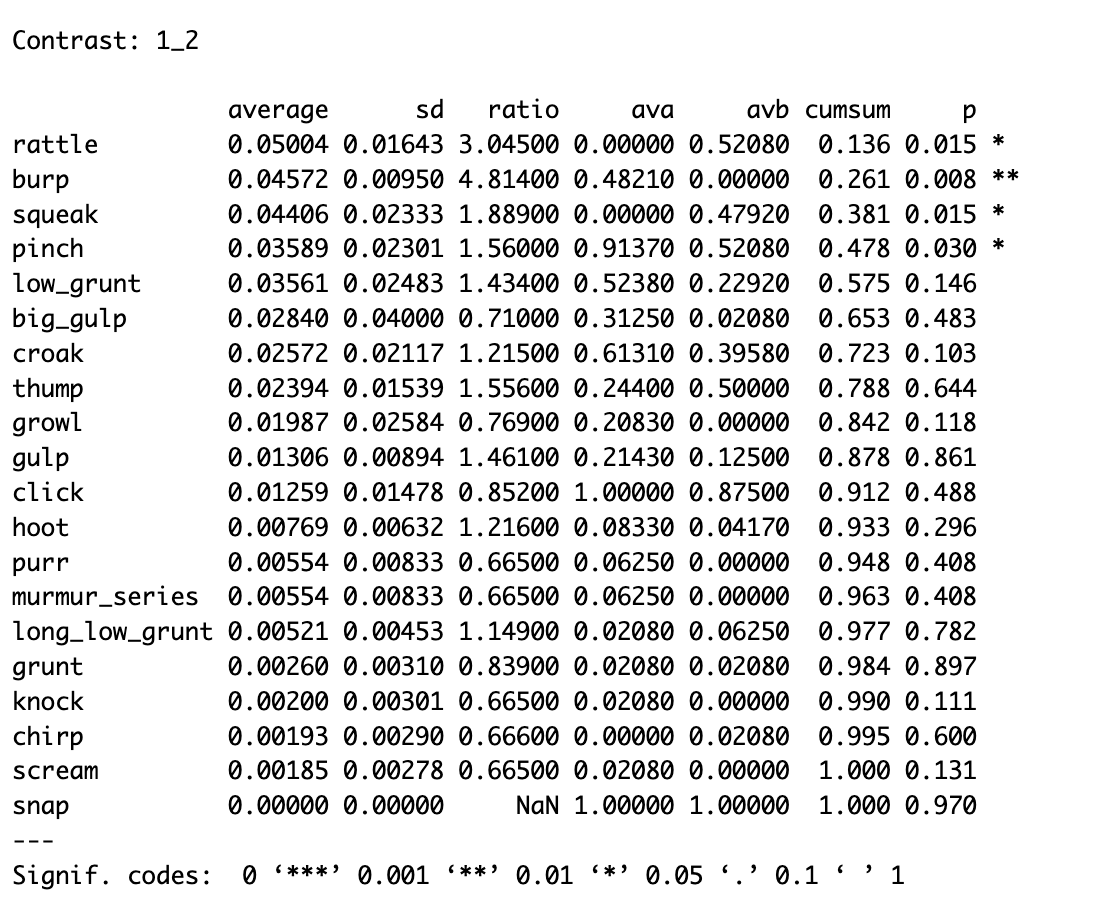 Contrast: 1_2
average sd ratio ava avb cumsum p
rattle 0.05004 0.01643 3.04500 0.00000 0.52080 0.136 0.015 *
burp 0.04572 0.00950 4.81400 0.48210 0.00000 0.261 0.008 **
squeak 0.04406 0.02333 1.88900 0.00000 0.47920 0.381 0.015 *
pinch 0.03589 0.02301 1.56000 0.91370 0.52080 0.478 0.030 *
low_grunt 0.03561 0.02483 1.43400 0.52380 0.22920 0.575 0.146
big_gulp 0.02840 0.04000 0.71000 0.31250 0.02080 0.653 0.483
croak 0.02572 0.02117 1.21500 0.61310 0.39580 0.723 0.103
thump 0.02394 0.01539 1.55600 0.24400 0.50000 0.788 0.644
growl 0.01987 0.02584 0.76900 0.20830 0.00000 0.842 0.118
gulp 0.01306 0.00894 1.46100 0.21430 0.12500 0.878 0.861
click 0.01259 0.01478 0.85200 1.00000 0.87500 0.912 0.488
hoot 0.00769 0.00632 1.21600 0.08330 0.04170 0.933 0.296
purr 0.00554 0.00833 0.66500 0.06250 0.00000 0.948 0.408
murmur_series 0.00554 0.00833 0.66500 0.06250 0.00000 0.963 0.408
long_low_grunt 0.00521 0.00453 1.14900 0.02080 0.06250 0.977 0.782
grunt 0.00260 0.00310 0.83900 0.02080 0.02080 0.984 0.897
knock 0.00200 0.00301 0.66500 0.02080 0.00000 0.990 0.111
chirp 0.00193 0.00290 0.66600 0.00000 0.02080 0.995 0.600
scream 0.00185 0.00278 0.66500 0.02080 0.00000 1.000 0.131
snap 0.00000 0.00000 NaN 1.00000 1.00000 1.000 0.970
---
Signif. codes: 0 ‘***’ 0.001 ‘**’ 0.01 ‘*’ 0.05 ‘.’ 0.1 ‘ ’ 1